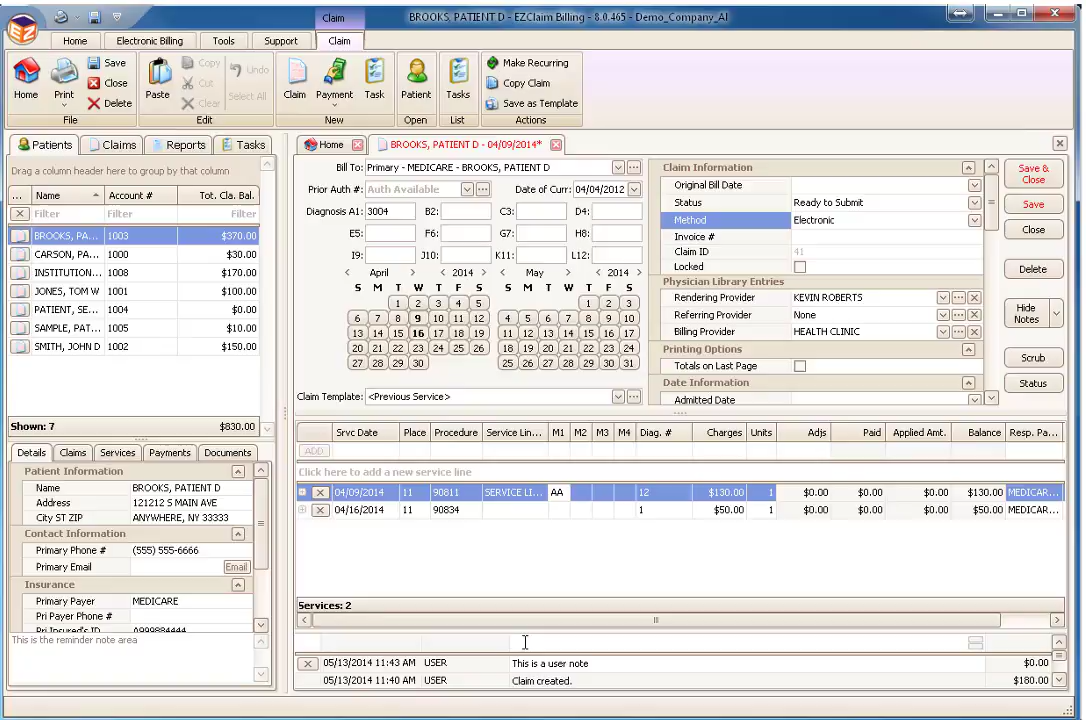 Claim
BROOKS, PATIENT D - EZClaim Billing - 8.0.465 - Demo_Company_AI
Home Electronic Billing Tools Support Claim
Home Print Save Close Delete Paste Copy Cut Clear Undo Select All Claim Payment Task Patient Tasks Make Recurring Copy Claim Save as Template
File Edit New Open List Actions
Patients Claims Reports Tasks
Drag a column header here to group by that column
... Name Account # Tot. Cla. Bal.
Filter Filter Filter
BROOKS, PA... 1003 $370.00
CARSON, PA... 1000 $30.00
INSTITUTION... 1008 $170.00
JONES, TOM W 1001 $100.00
PATIENT, SE... 1004 $0.00
SAMPLE, PAT... 1005 $10.00
SMITH, JOHN D 1002 $150.00
Shown: 7 $830.00
Details Claims Services Payments Documents
Patient Information
Name BROOKS, PATIENT D
Address 121212 S MAIN AVE
City ST ZIP ANYWHERE, NY 33333
Contact Information
Primary Phone # (555) 555-6666
Primary Email Email
Insurance
Primary Payer MEDICARE
Pri Payer Phone #
Pri Insured's ID A999884444
This is the reminder note area
Home BROOKS, PATIENT D - 04/09/2014*
Bill To: Primary - MEDICARE - BROOKS, PATIENT D
Prior Auth #: Auth Available Date of Curr: 04/04/2012
Diagnosis A1: 3004 B2: C3: D4:
E5: F6: G7: H8:
I9: J10: K11: L12:
April 2014 May 2014
S M T W T F S S M T W T F S
1 2 3 4 5 1 2 3
6 7 8 9 10 11 12 4 5 6 7 8 9 10
13 14 15 16 17 18 19 11 12 13 14 15 16 17
20 21 22 23 24 25 26 18 19 20 21 22 23 24
27 28 29 30 25 26 27 28 29 30 31
Claim Template: <Previous Service>
Claim Information
Original Bill Date
Status Ready to Submit
Method Electronic
Invoice #
Claim ID 41
Locked
Physician Library Entries
Rendering Provider KEVIN ROBERTS
Referring Provider None
Billing Provider HEALTH CLINIC
Printing Options
Totals on Last Page
Date Information
Admitted Date
Save & Close
Save
Close
Delete
Hide Notes
Scrub
Status
Srvc Date Place Procedure Service Lin... M1 M2 M3 M4 Diag. # Charges Units Adjs Paid Applied Amt. Balance Resp. Pa...
ADD
Click here to add a new service line
04/09/2014 11 90811 SERVICE LI... AA 12 $130.00 1 $0.00 $0.00 $0.00 $130.00 MEDICAR...
04/16/2014 11 90834 1 $50.00 1 $0.00 $0.00 $0.00 $50.00 MEDICAR...
Services: 2
05/13/2014 11:43 AM USER This is a user note $0.00
05/13/2014 11:40 AM USER Claim created. $180.00